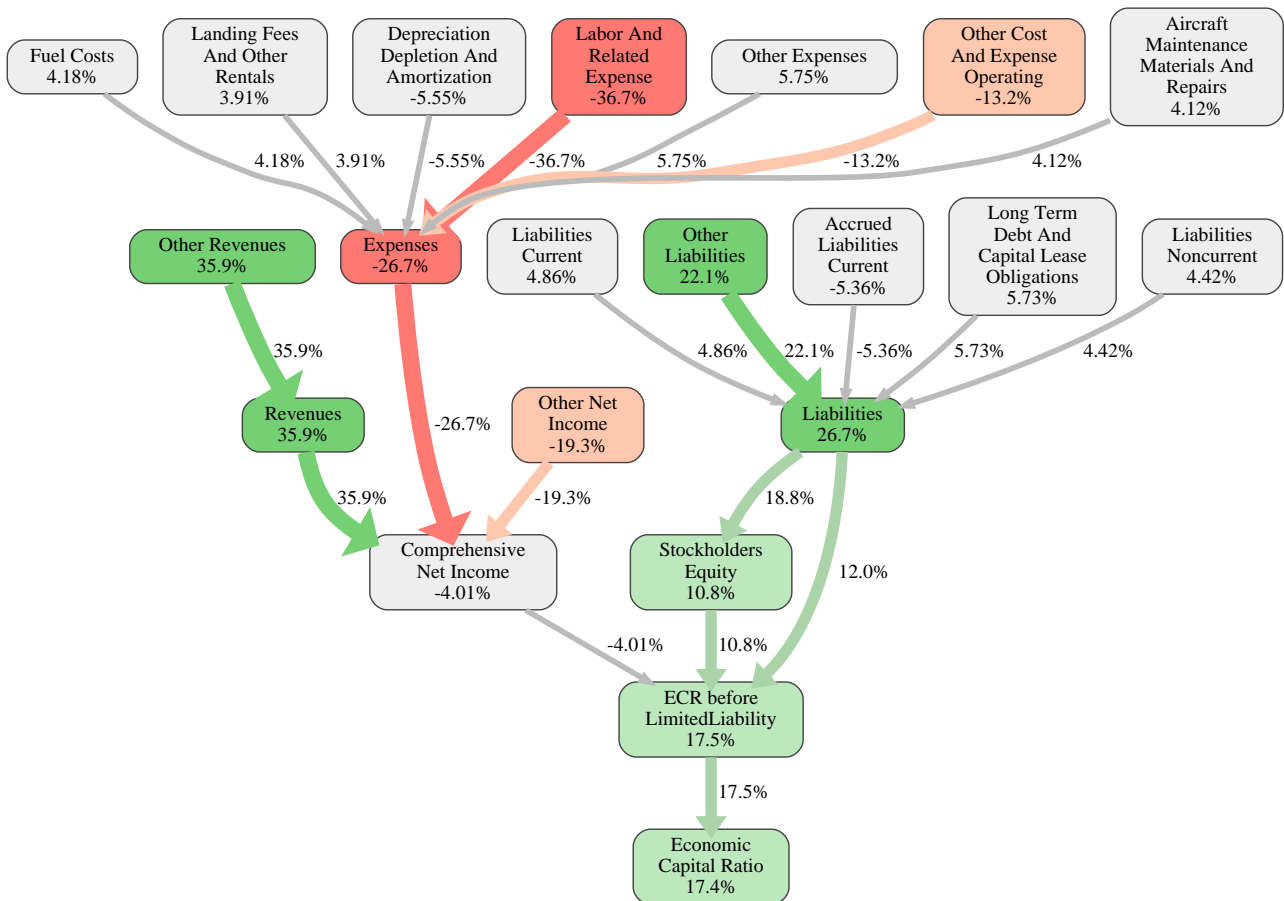 Fuel Costs
4.18%
Landing Fees
And Other
Rentals
3.91%
Depreciation
Depletion And
Amortization
-5.55%
Labor And
Related
Expense
-36.7%
Other Expenses
5.75%
Other Cost
And Expense
Operating
-13.2%
Aircraft
Maintenance
Materials And
Repairs
4.12%
4.18%
3.91%
-5.55%
-36.7%
5.75%
-13.2%
4.12%
Other Revenues
35.9%
Expenses
-26.7%
Liabilities
Current
4.86%
Other
Liabilities
22.1%
Accrued
Liabilities
Current
-5.36%
Long Term
Debt And
Capital Lease
Obligations
5.73%
Liabilities
Noncurrent
4.42%
35.9%
4.86%
22.1%
-5.36%
5.73%
4.42%
Revenues
35.9%
-26.7%
Other Net
Income
-19.3%
Liabilities
26.7%
35.9%
-19.3%
18.8%
12.0%
Comprehensive
Net Income
-4.01%
Stockholders
Equity
10.8%
-4.01%
10.8%
ECR before
LimitedLiability
17.5%
17.5%
Economic
Capital Ratio
17.4%